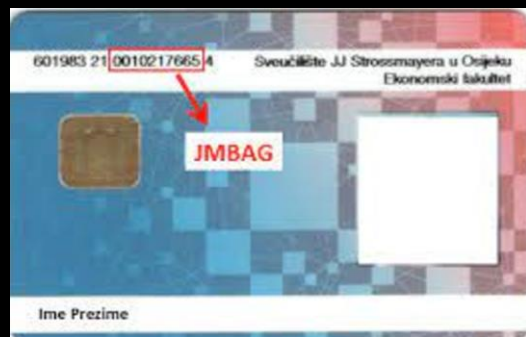 601983 21 0010217665 4
Sveučilište JJ Strossmayera u Osijeku
Ekonomski fakultet
JMBAG
Ime Prezime